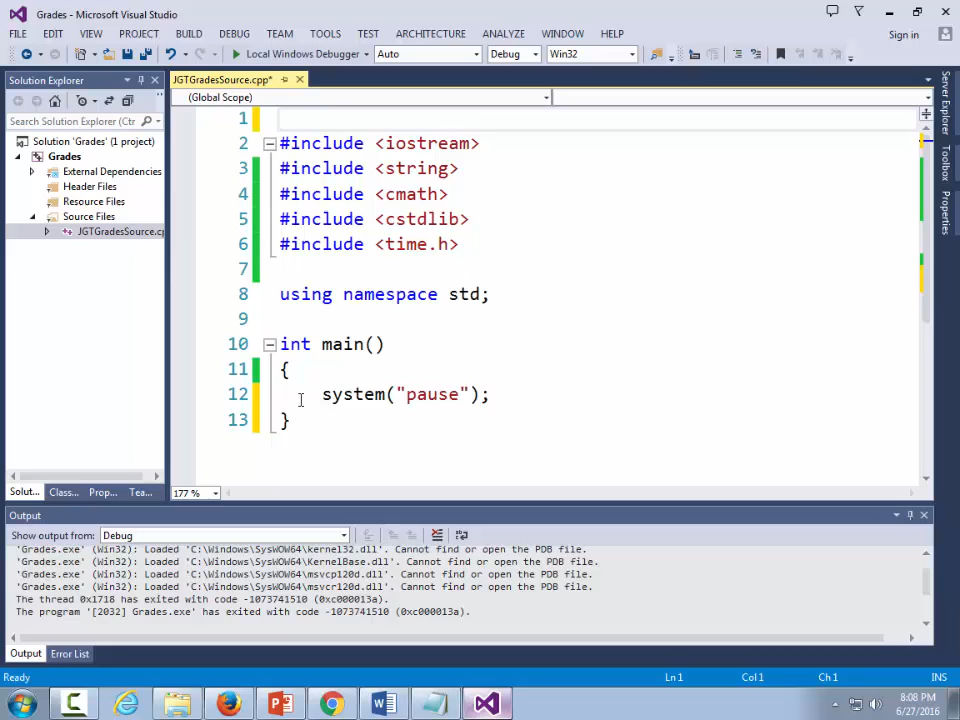 Grades - Microsoft Visual Studio
FILE EDIT VIEW PROJECT BUILD DEBUG TEAM TOOLS TEST ARCHITECTURE ANALYZE WINDOW HELP Sign in
Local Windows Debugger Auto Debug Win32
Solution Explorer
Search Solution Explorer (Ctr
Solution 'Grades' (1 project)
Grades
External Dependencies
Header Files
Resource Files
Source Files
JGTGradesSource.cp
Solut... Class... Prop... Tea...
JGTGradesSource.cpp*
(Global Scope)
1
2 #include <iostream>
3 #include <string>
4 #include <cmath>
5 #include <cstdlib>
6 #include <time.h>
7
8 using namespace std;
9
10 int main()
11 {
12 system("pause");
13 }
177 %
Server Explorer
Toolbox
Properties
Output
Show output from: Debug
'Grades.exe' (Win32): Loaded 'C:\Windows\SysWOW64\kernel32.dll'. Cannot find or open the PDB file.
'Grades.exe' (Win32): Loaded 'C:\Windows\SysWOW64\KernelBase.dll'. Cannot find or open the PDB file.
'Grades.exe' (Win32): Loaded 'C:\Windows\SysWOW64\msvcp120d.dll'. Cannot find or open the PDB file.
'Grades.exe' (Win32): Loaded 'C:\Windows\SysWOW64\msvcr120d.dll'. Cannot find or open the PDB file.
The thread 0x1718 has exited with code -1073741510 (0xc000013a).
The program '[2032] Grades.exe' has exited with code -1073741510 (0xc000013a).
Output Error List
Ready Ln 1 Col 1 Ch 1 INS
8:08 PM
6/27/2016